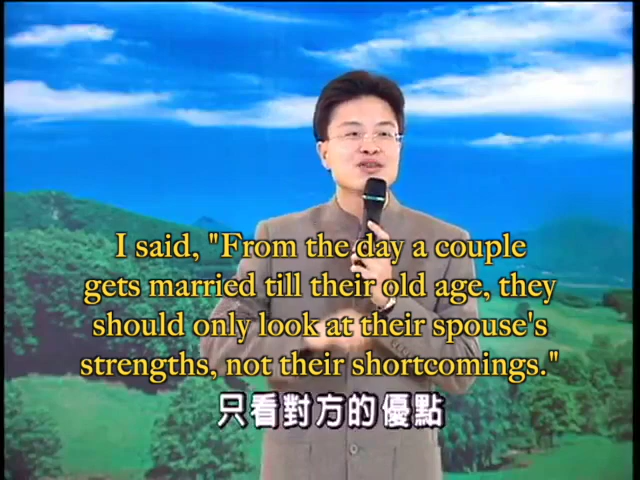 I said, "From the day a couple
gets married till their old age, they
should only look at their spouse's
strengths, not their shortcomings."
只看對方的優點